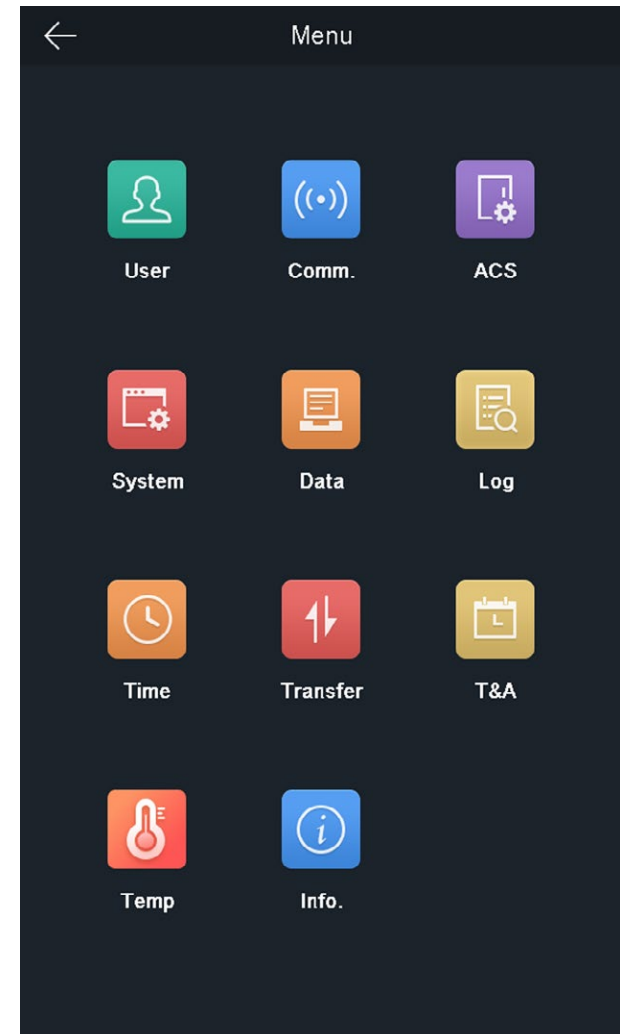 Menu
User Comm. ACS
System Data Log
Time Transfer T&A
Temp Info.